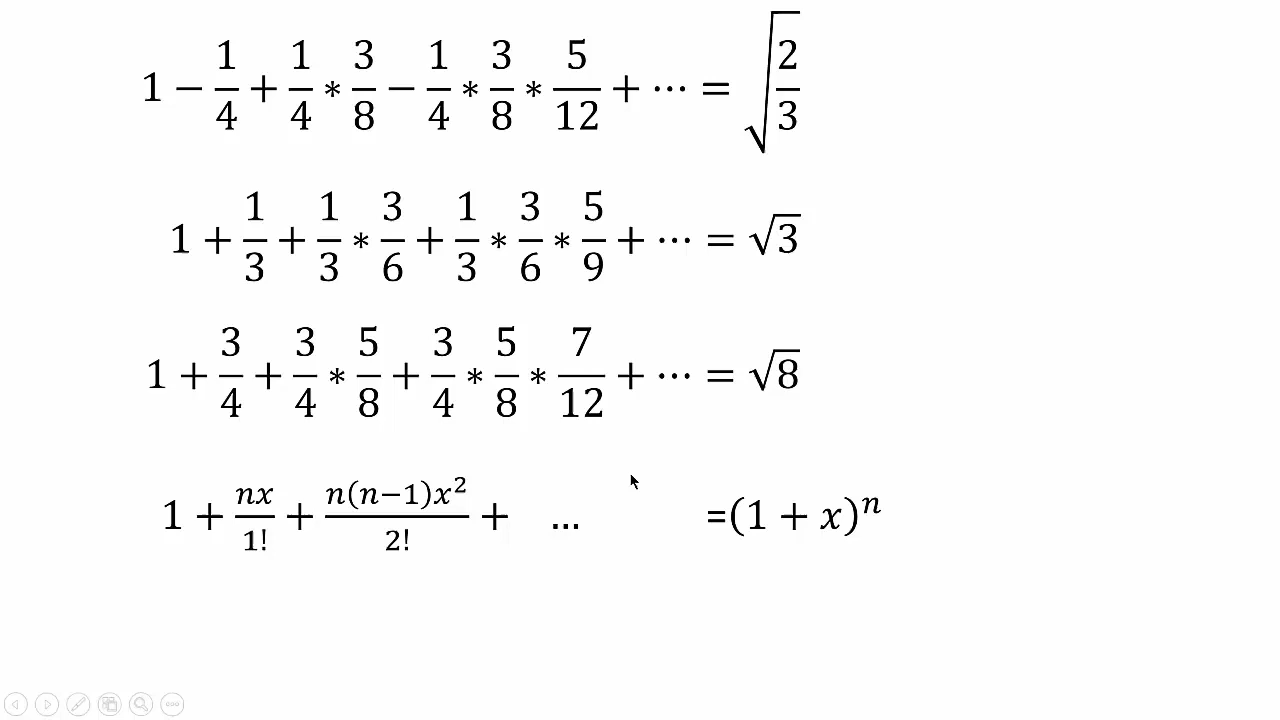 1 − 1/4 + 1/4 * 3/8 − 1/4 * 3/8 * 5/12 + ⋯ = √(2/3)
1 + 1/3 + 1/3 * 3/6 + 1/3 * 3/6 * 5/9 + ⋯ = √3
1 + 3/4 + 3/4 * 5/8 + 3/4 * 5/8 * 7/12 + ⋯ = √8
1 + nx/1! + n(n−1)x²/2! + … =(1 + x)ⁿ